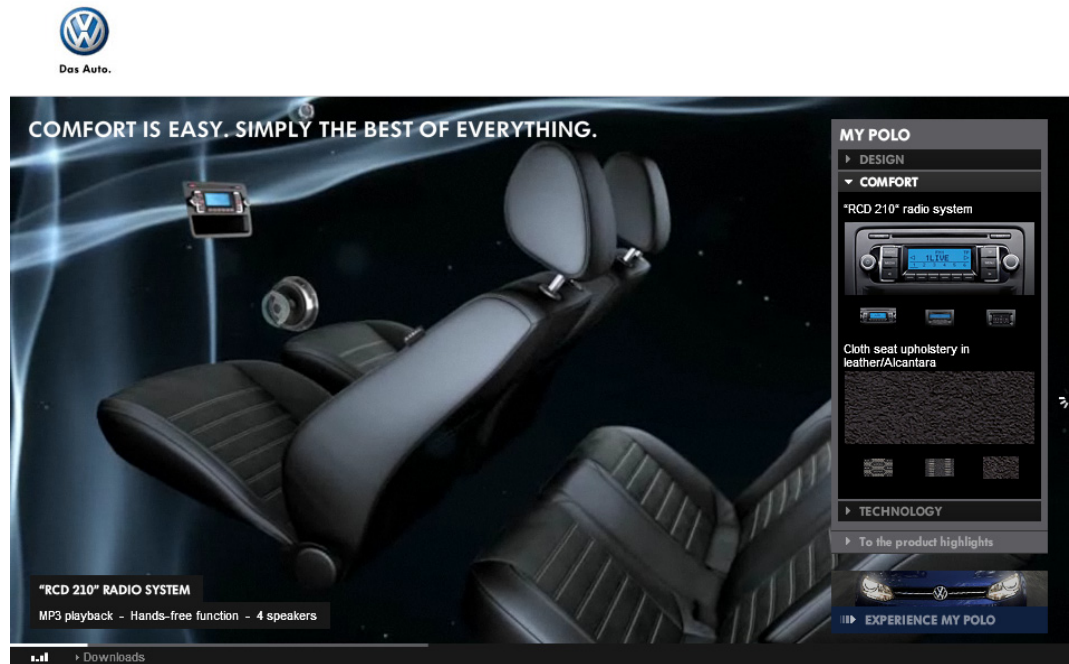 Das Auto.
COMFORT IS EASY. SIMPLY THE BEST OF EVERYTHING.
MY POLO
DESIGN
COMFORT
"RCD 210" radio system
1LIVE
Cloth seat upholstery in
leather/Alcantara
TECHNOLOGY
To the product highlights
EXPERIENCE MY POLO
"RCD 210" RADIO SYSTEM
MP3 playback - Hands-free function - 4 speakers
Downloads